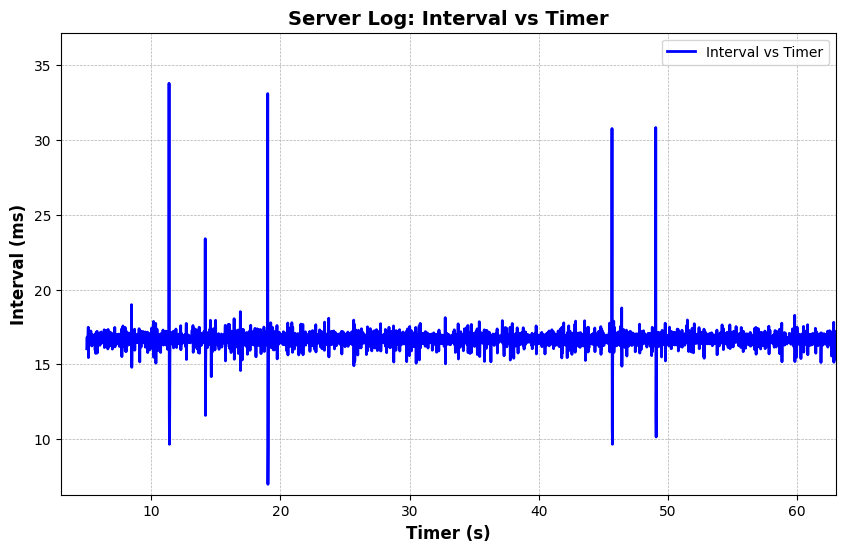 Server Log: Interval vs Timer
Interval vs Timer
35
30
25
20
15
10
Interval (ms)
10 20 30 40 50 60
Timer (s)